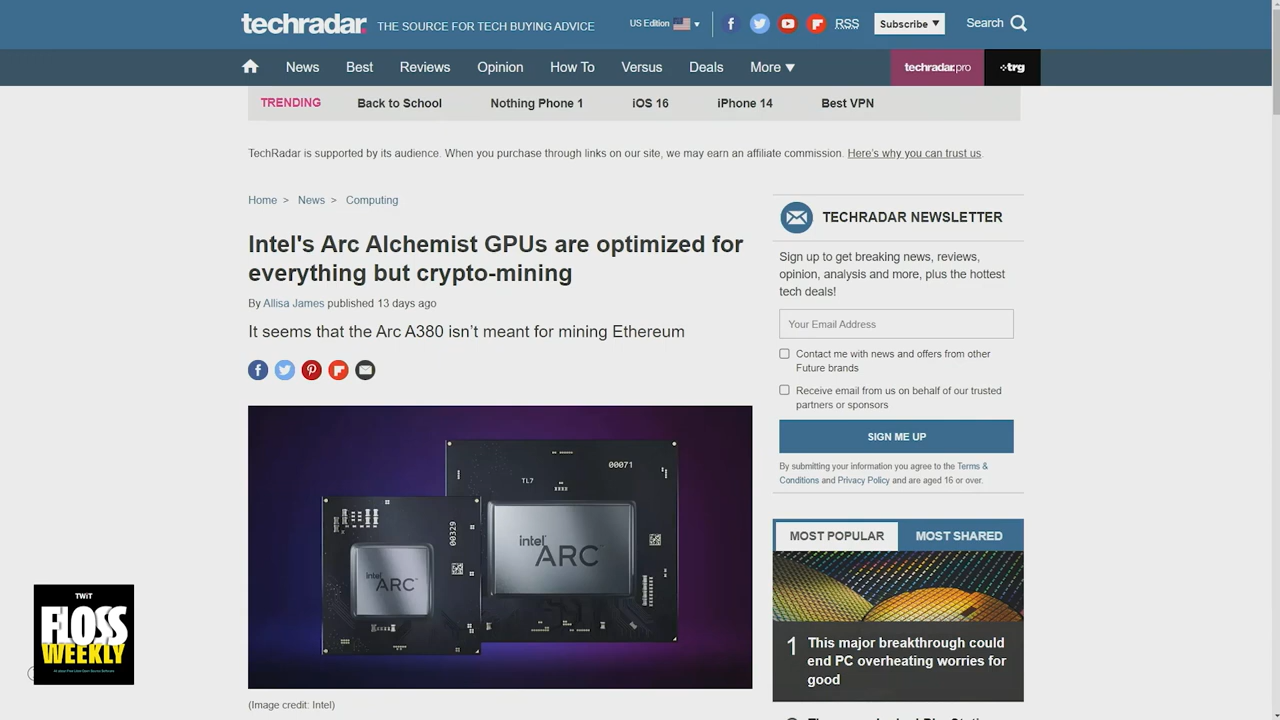 techradar. THE SOURCE FOR TECH BUYING ADVICE
US Edition
RSS
Subscribe
Search
News
Best
Reviews
Opinion
How To
Versus
Deals
More
techradar.pro
trg
TRENDING
Back to School
Nothing Phone 1
iOS 16
iPhone 14
Best VPN
TechRadar is supported by its audience. When you purchase through links on our site, we may earn an affiliate commission. Here's why you can trust us.
Home > News > Computing
Intel's Arc Alchemist GPUs are optimized for
everything but crypto-mining
By Allisa James published 13 days ago
It seems that the Arc A380 isn't meant for mining Ethereum
00071
TL7
00329
intel
ARC
intel
ARC
(Image credit: Intel)
TECHRADAR NEWSLETTER
Sign up to get breaking news, reviews,
opinion, analysis and more, plus the hottest
tech deals!
Your Email Address
Contact me with news and offers from other
Future brands
Receive email from us on behalf of our trusted
partners or sponsors
SIGN ME UP
By submitting your information you agree to the Terms &
Conditions and Privacy Policy and are aged 16 or over.
MOST POPULAR
MOST SHARED
1 This major breakthrough could
end PC overheating worries for
good
TWiT
FLOSS
WEEKLY